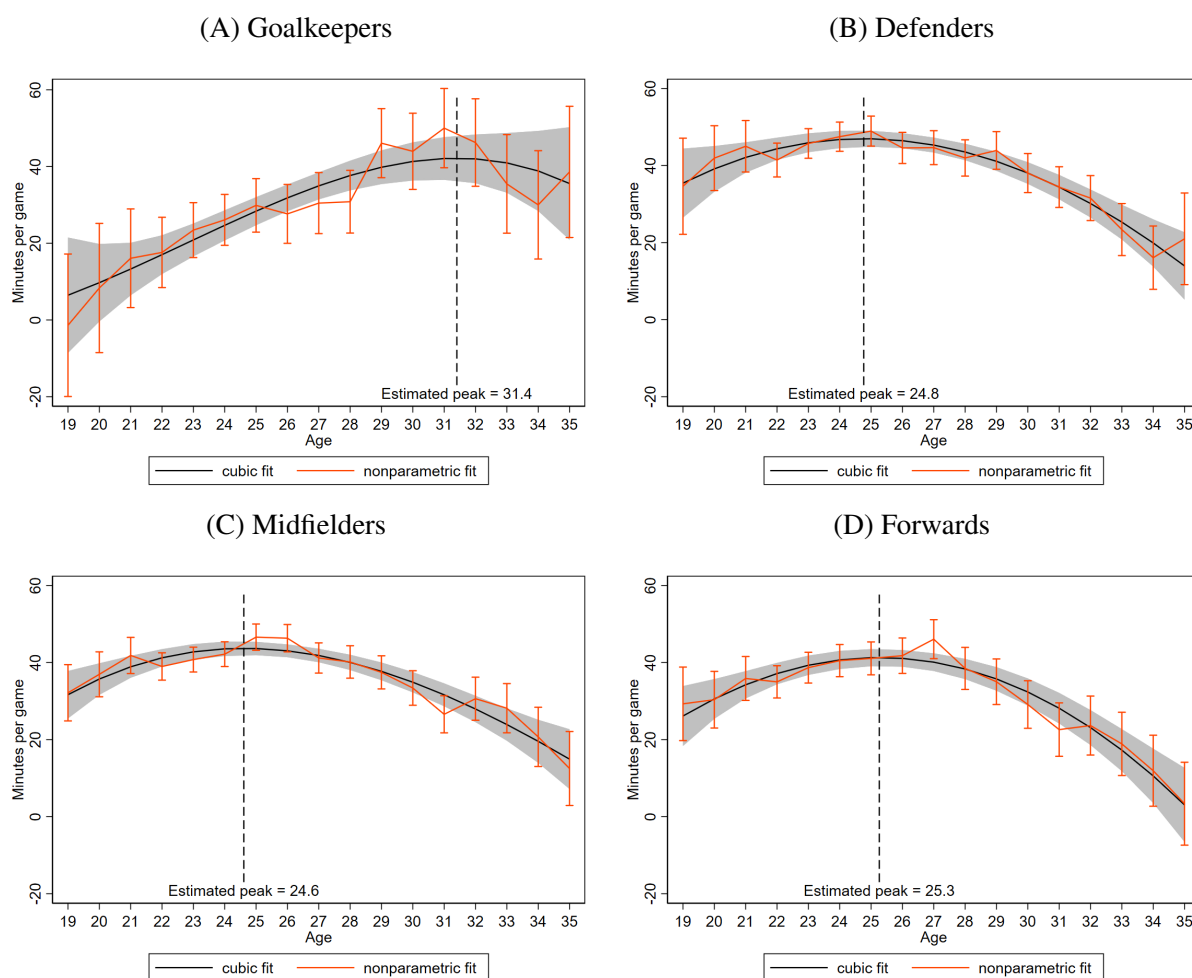 (A) Goalkeepers
Minutes per game
60
40
20
0
-20
Estimated peak = 31.4
19 20 21 22 23 24 25 26 27 28 29 30 31 32 33 34 35
Age
cubic fit nonparametric fit
(B) Defenders
Minutes per game
60
40
20
0
-20
Estimated peak = 24.8
19 20 21 22 23 24 25 26 27 28 29 30 31 32 33 34 35
Age
cubic fit nonparametric fit
(C) Midfielders
Minutes per game
60
40
20
0
-20
Estimated peak = 24.6
19 20 21 22 23 24 25 26 27 28 29 30 31 32 33 34 35
Age
cubic fit nonparametric fit
(D) Forwards
Minutes per game
60
40
20
0
-20
Estimated peak = 25.3
19 20 21 22 23 24 25 26 27 28 29 30 31 32 33 34 35
Age
cubic fit nonparametric fit